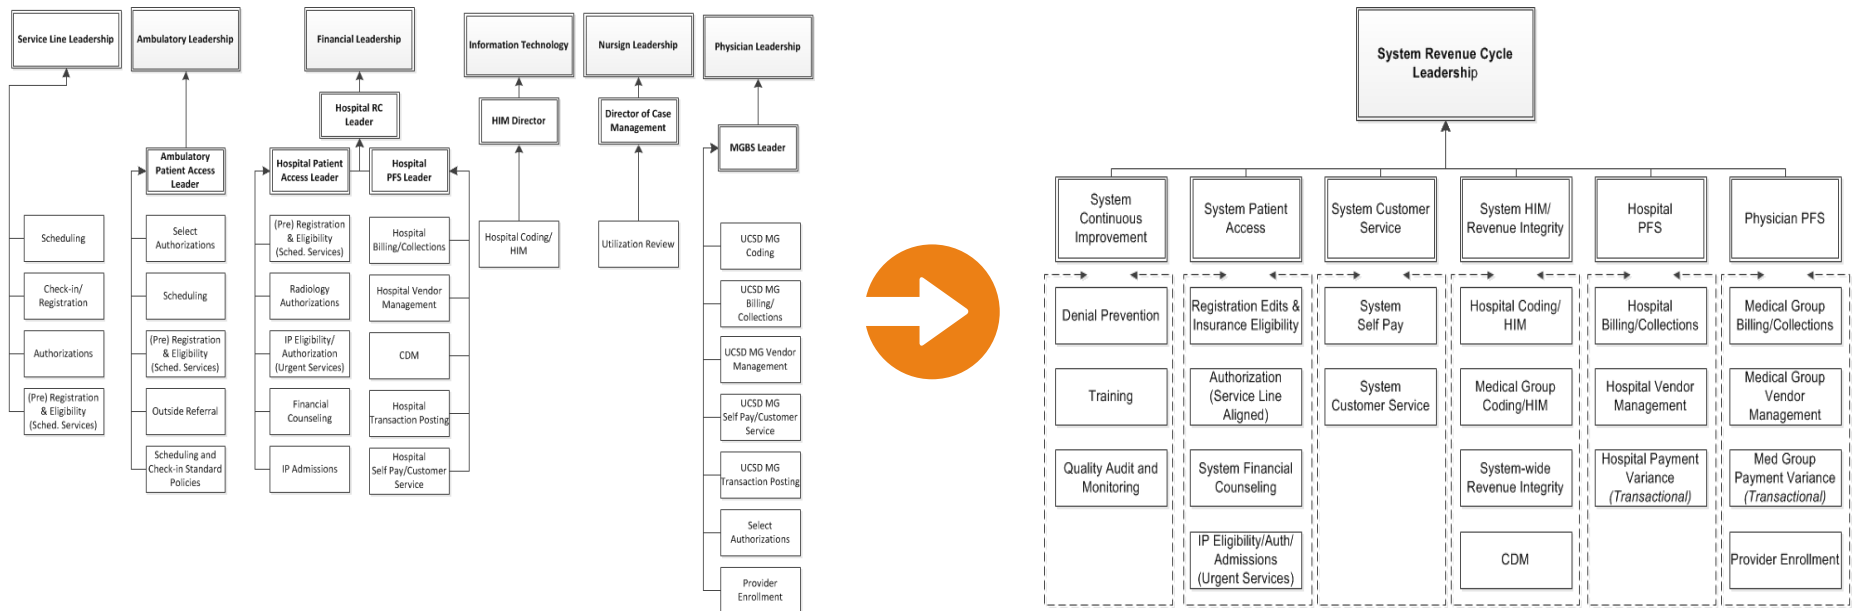 Service Line Leadership
Ambulatory Leadership
Financial Leadership
Information Technology
Nursign Leadership
Physician Leadership
Hospital RC
Leader
HIM Director
Director of Case
Management
MGBS Leader
Ambulatory
Patient Access
Leader
Hospital Patient
Access Leader
Hospital
PFS Leader
Scheduling
Check-in/
Registration
Authorizations
(Pre) Registration
& Eligibility
(Sched. Services)
Select
Authorizations
Scheduling
(Pre) Registration
& Eligibility
(Sched. Services)
Outside Referral
Scheduling and
Check-in Standard
Policies
(Pre) Registration
& Eligibility
(Sched. Services)
Radiology
Authorizations
IP Eligibility/
Authorization
(Urgent Services)
Financial
Counseling
IP Admissions
Hospital
Billing/Collections
Hospital Vendor
Management
CDM
Hospital
Transaction Posting
Hospital
Self Pay/Customer
Service
Hospital Coding/
HIM
Utilization Review
UCSD MG
Coding
UCSD MG
Billing/
Collections
UCSD MG Vendor
Management
UCSD MG
Self Pay/Customer
Service
UCSD MG
Transaction Posting
Select
Authorizations
Provider
Enrollment
System Revenue Cycle
Leadership
System
Continuous
Improvement
System Patient
Access
System Customer
Service
System HIM/
Revenue Integrity
Hospital
PFS
Physician PFS
Denial Prevention
Training
Quality Audit and
Monitoring
Registration Edits &
Insurance Eligibility
Authorization
(Service Line
Aligned)
System Financial
Counseling
IP Eligibility/Auth/
Admissions
(Urgent Services)
System
Self Pay
System
Customer Service
Hospital Coding/
HIM
Medical Group
Coding/HIM
System-wide
Revenue Integrity
CDM
Hospital
Billing/Collections
Hospital Vendor
Management
Hospital Payment
Variance
(Transactional)
Medical Group
Billing/Collections
Medical Group
Vendor
Management
Med Group
Payment Variance
(Transactional)
Provider Enrollment